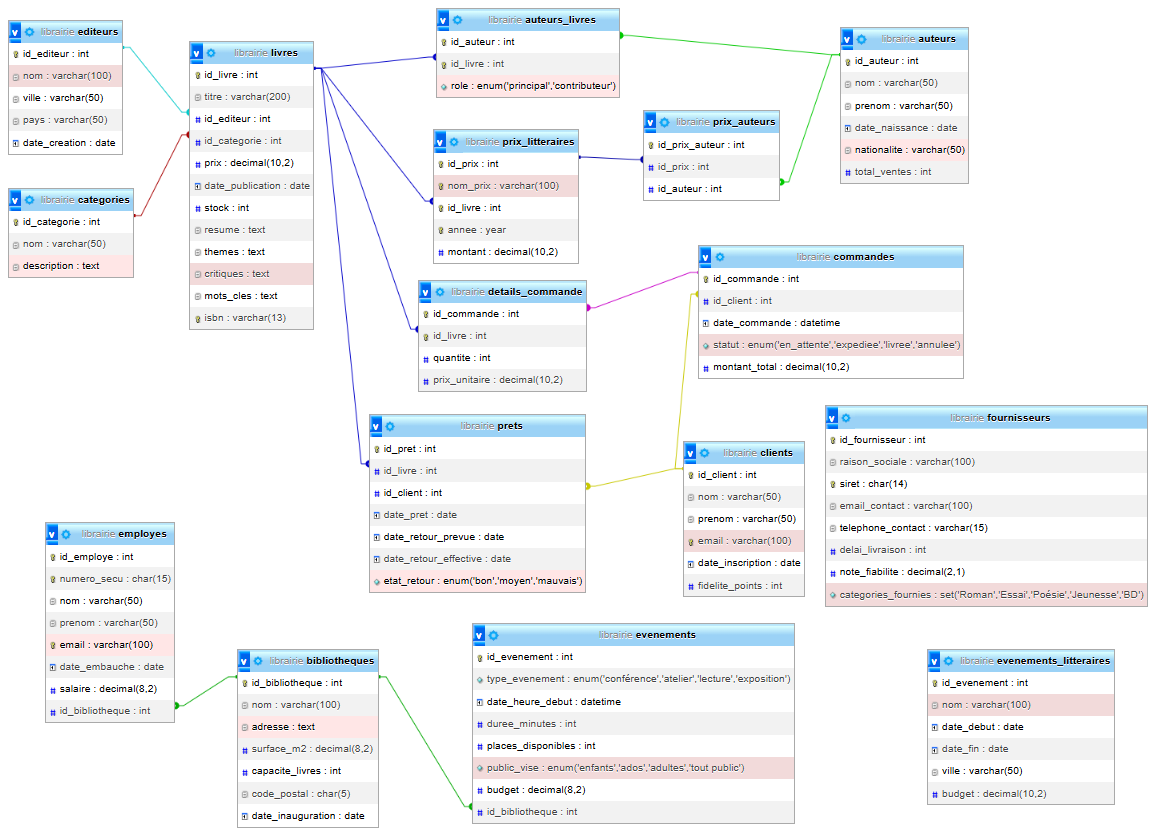 librairie editeurs
id_editeur : int
nom : varchar(100)
ville : varchar(50)
pays : varchar(50)
date_creation : date
librairie categories
id_categorie : int
nom : varchar(50)
description : text
librairie livres
id_livre : int
titre : varchar(200)
id_editeur : int
id_categorie : int
prix : decimal(10,2)
date_publication : date
stock : int
resume : text
themes : text
critiques : text
mots_cles : text
isbn : varchar(13)
librairie auteurs_livres
id_auteur : int
id_livre : int
role : enum('principal','contributeur')
librairie prix_litteraires
id_prix : int
nom_prix : varchar(100)
id_livre : int
annee : year
montant : decimal(10,2)
librairie prix_auteurs
id_prix_auteur : int
id_prix : int
id_auteur : int
librairie auteurs
id_auteur : int
nom : varchar(50)
prenom : varchar(50)
date_naissance : date
nationalite : varchar(50)
total_ventes : int
librairie details_commande
id_commande : int
id_livre : int
quantite : int
prix_unitaire : decimal(10,2)
librairie commandes
id_commande : int
id_client : int
date_commande : datetime
statut : enum('en_attente','expediee','livree','annulee')
montant_total : decimal(10,2)
librairie prets
id_pret : int
id_livre : int
id_client : int
date_pret : date
date_retour_prevue : date
date_retour_effective : date
etat_retour : enum('bon','moyen','mauvais')
librairie clients
id_client : int
nom : varchar(50)
prenom : varchar(50)
email : varchar(100)
date_inscription : date
fidelite_points : int
librairie fournisseurs
id_fournisseur : int
raison_sociale : varchar(100)
siret : char(14)
email_contact : varchar(100)
telephone_contact : varchar(15)
delai_livraison : int
note_fiabilite : decimal(2,1)
categories_fournies : set('Roman','Essai','Poésie','Jeunesse','BD')
librairie employes
id_employe : int
numero_secu : char(15)
nom : varchar(50)
prenom : varchar(50)
email : varchar(100)
date_embauche : date
salaire : decimal(8,2)
id_bibliotheque : int
librairie bibliotheques
id_bibliotheque : int
nom : varchar(100)
adresse : text
surface_m2 : decimal(8,2)
capacite_livres : int
code_postal : char(5)
date_inauguration : date
librairie evenements
id_evenement : int
type_evenement : enum('conférence','atelier','lecture','exposition')
date_heure_debut : datetime
duree_minutes : int
places_disponibles : int
public_vise : enum('enfants','ados','adultes','tout public')
budget : decimal(8,2)
id_bibliotheque : int
librairie evenements_litteraires
id_evenement : int
nom : varchar(100)
date_debut : date
date_fin : date
ville : varchar(50)
budget : decimal(10,2)